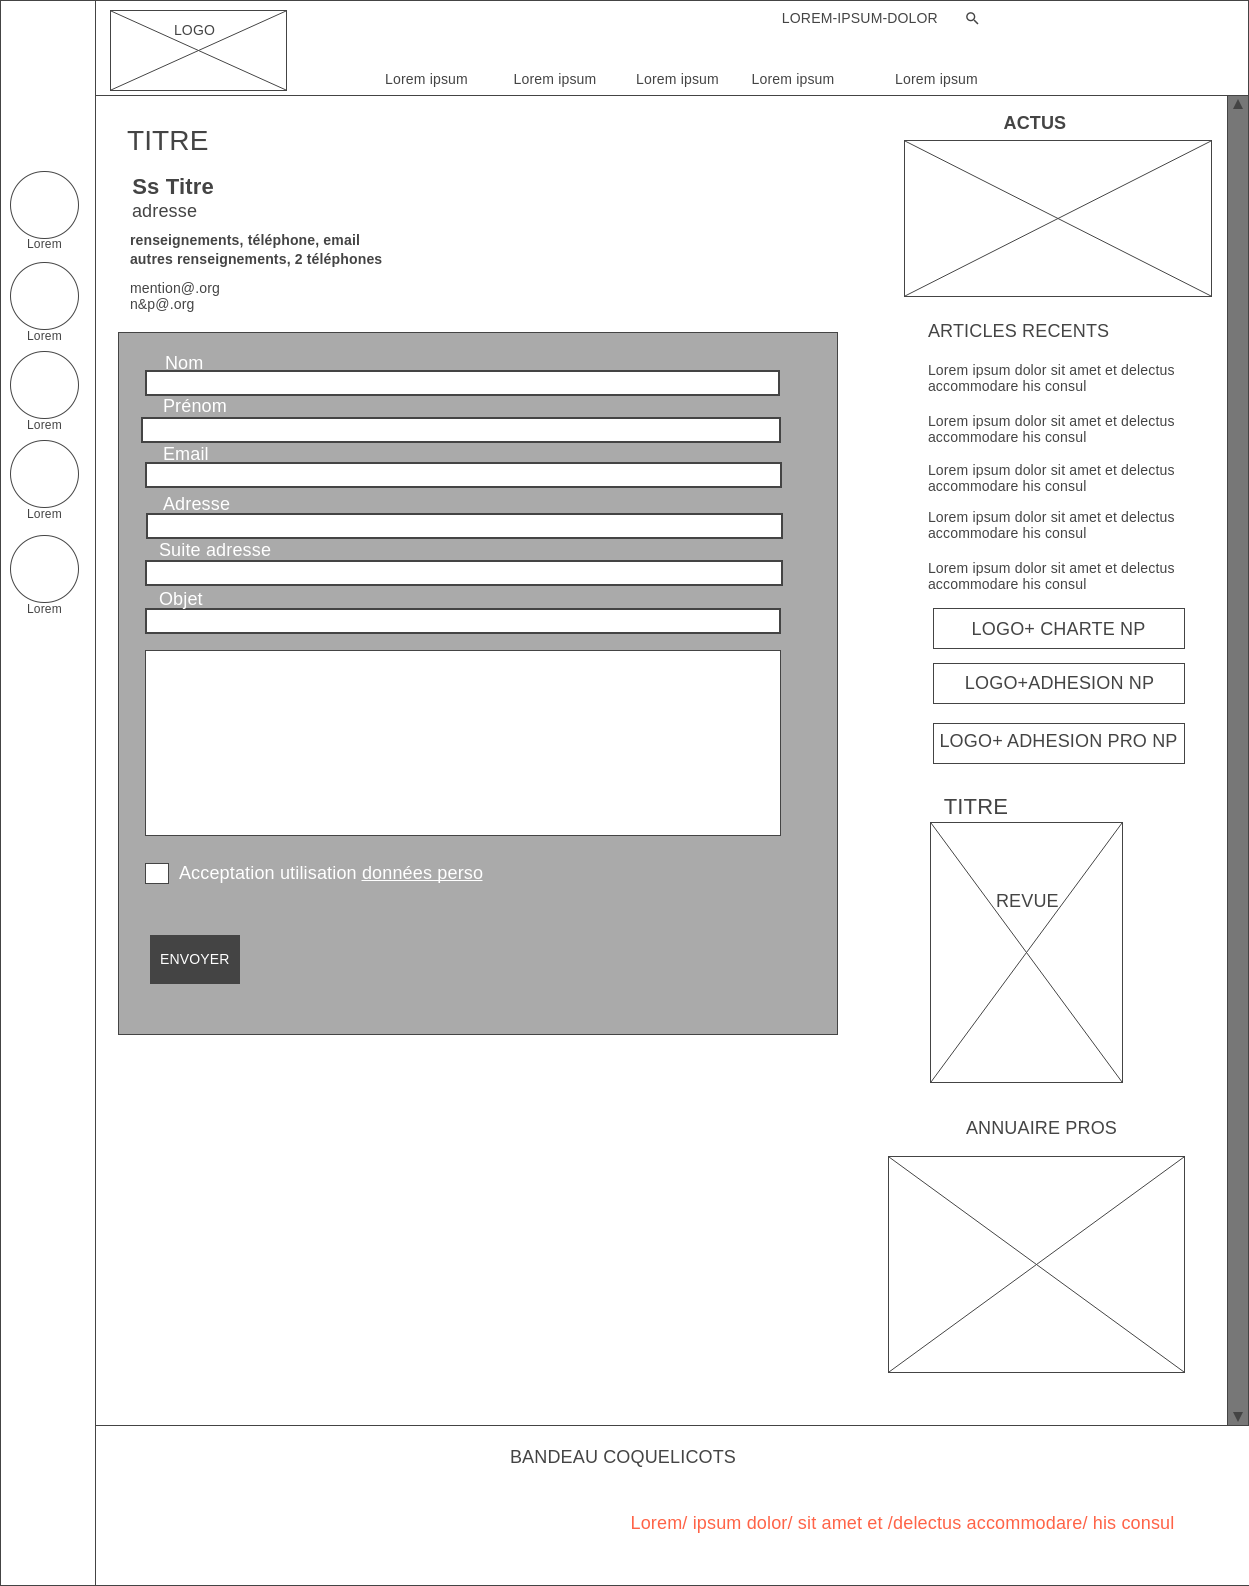 LOGO
LOREM-IPSUM-DOLOR
Lorem ipsum Lorem ipsum Lorem ipsum Lorem ipsum Lorem ipsum
Lorem
Lorem
Lorem
Lorem
Lorem
TITRE
Ss Titre
adresse
renseignements, téléphone, email
autres renseignements, 2 téléphones
mention@.org
n&p@.org
Nom
Prénom
Email
Adresse
Suite adresse
Objet
Acceptation utilisation données perso
ENVOYER
ACTUS
ARTICLES RECENTS
Lorem ipsum dolor sit amet et delectus
accommodare his consul
Lorem ipsum dolor sit amet et delectus
accommodare his consul
Lorem ipsum dolor sit amet et delectus
accommodare his consul
Lorem ipsum dolor sit amet et delectus
accommodare his consul
Lorem ipsum dolor sit amet et delectus
accommodare his consul
LOGO+ CHARTE NP
LOGO+ADHESION NP
LOGO+ ADHESION PRO NP
TITRE
REVUE
ANNUAIRE PROS
BANDEAU COQUELICOTS
Lorem/ ipsum dolor/ sit amet et /delectus accommodare/ his consul